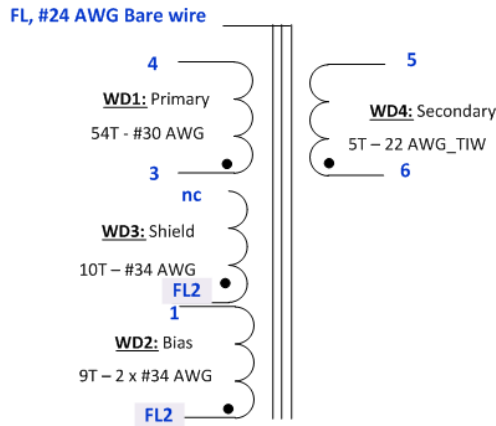 FL, #24 AWG Bare wire
4
WD1: Primary
54T - #30 AWG
3
5
WD4: Secondary
5T – 22 AWG_TIW
6
nc
WD3: Shield
10T – #34 AWG
FL2
1
WD2: Bias
9T – 2 x #34 AWG
FL2